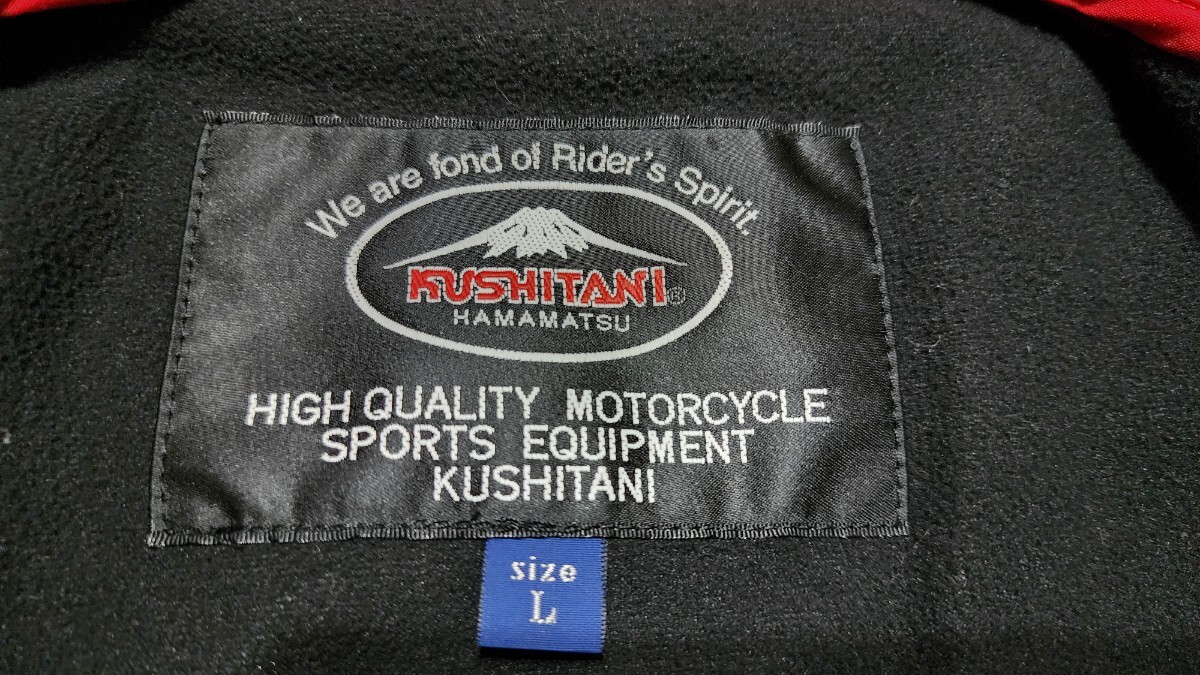 We are fond of Rider's Spirit.
KUSHITANI®
HAMAMATSU
HIGH QUALITY MOTORCYCLE
SPORTS EQUIPMENT
KUSHITANI
size
L